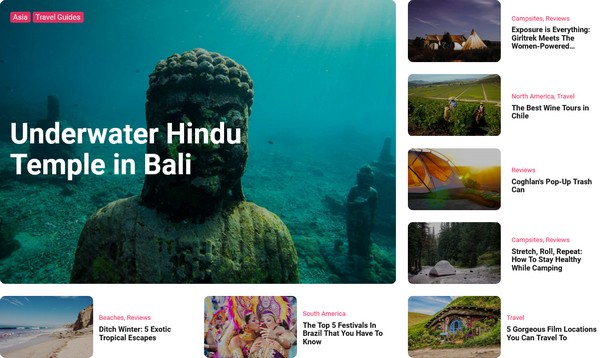 Asia Travel Guides
Underwater Hindu
Temple in Bali
Campsites, Reviews
Exposure is Everything:
Girltrek Meets The
Women-Powered...
North America, Travel
The Best Wine Tours in
Chile
Reviews
Coghlan's Pop-Up Trash
Can
Campsites, Reviews
Stretch, Roll, Repeat:
How To Stay Healthy
While Camping
Beaches, Reviews
Ditch Winter: 5 Exotic
Tropical Escapes
South America
The Top 5 Festivals In
Brazil That You Have To
Know
Travel
5 Gorgeous Film Locations
You Can Travel To